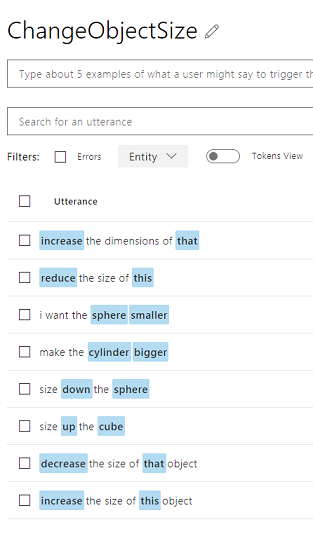 ChangeObjectSize
Type about 5 examples of what a user might say to trigger th
Search for an utterance
Filters: Errors Entity Tokens View
Utterance
increase the dimensions of that
reduce the size of this
i want the sphere smaller
make the cylinder bigger
size down the sphere
size up the cube
decrease the size of that object
increase the size of this object